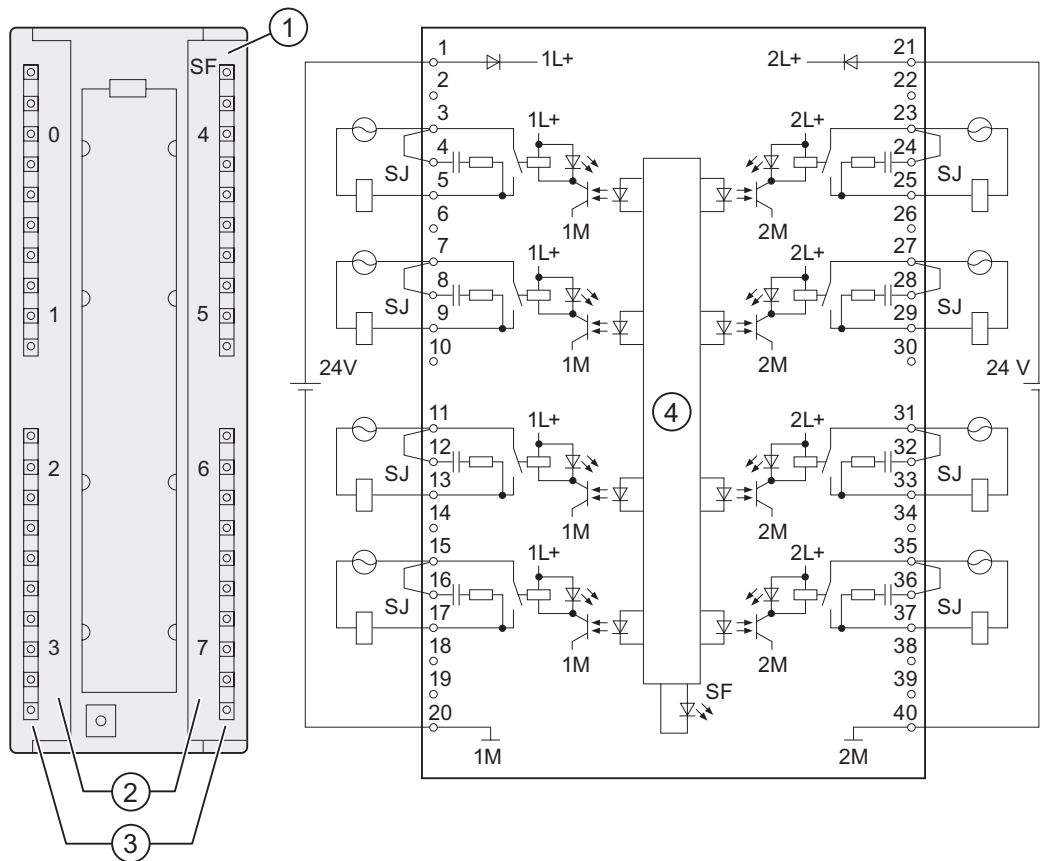 1
SF
0
4
1
5
2
6
3
7
2
3
1
1L+
2L+
21
2
22
3
1L+
2L+
23
4
24
SJ
SJ
5
25
6
1M
2M
26
7
1L+
2L+
27
8
28
SJ
SJ
9
29
10
1M
2M
30
24V
24 V
4
11
1L+
2L+
31
12
32
SJ
SJ
13
33
14
1M
2M
34
15
1L+
2L+
35
16
36
SJ
SJ
17
37
18
1M
2M
38
19
39
SF
20
40
1M
2M